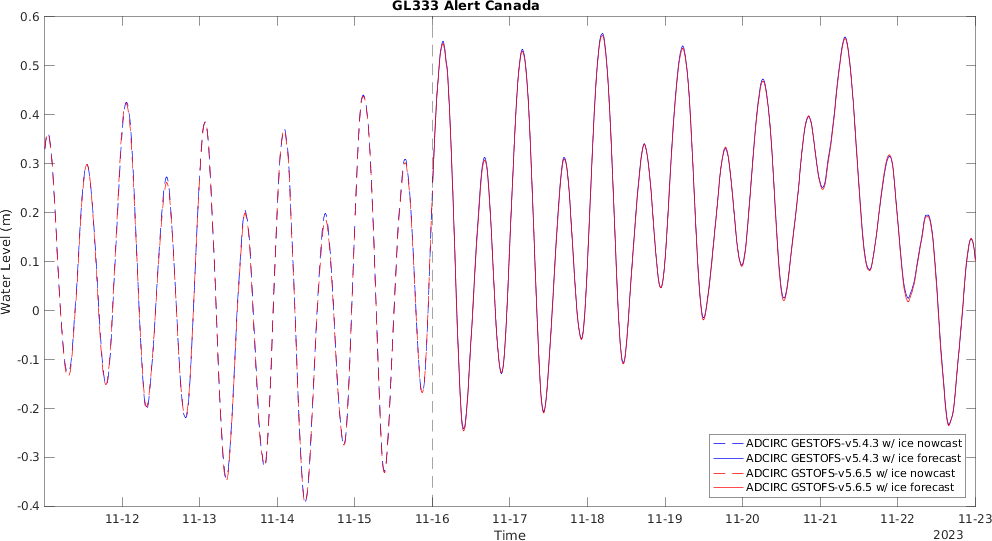 GL333 Alert Canada
0.6
0.5
0.4
0.3
0.2
0.1
0
-0.1
-0.2
-0.3
-0.4
Water Level (m)
ADCIRC GESTOFS-v5.4.3 w/ ice nowcast
ADCIRC GESTOFS-v5.4.3 w/ ice forecast
ADCIRC GSTOFS-v5.6.5 w/ ice nowcast
ADCIRC GSTOFS-v5.6.5 w/ ice forecast
11-12 11-13 11-14 11-15 11-16 11-17 11-18 11-19 11-20 11-21 11-22 11-23
Time
2023